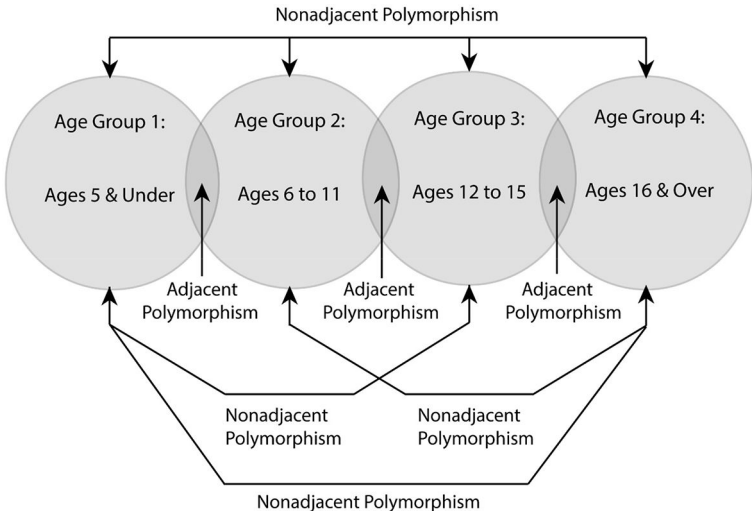 Nonadjacent Polymorphism
Age Group 1:
Ages 5 & Under
Age Group 2:
Ages 6 to 11
Age Group 3:
Ages 12 to 15
Age Group 4:
Ages 16 & Over
Adjacent
Polymorphism
Adjacent
Polymorphism
Adjacent
Polymorphism
Nonadjacent
Polymorphism
Nonadjacent
Polymorphism
Nonadjacent Polymorphism